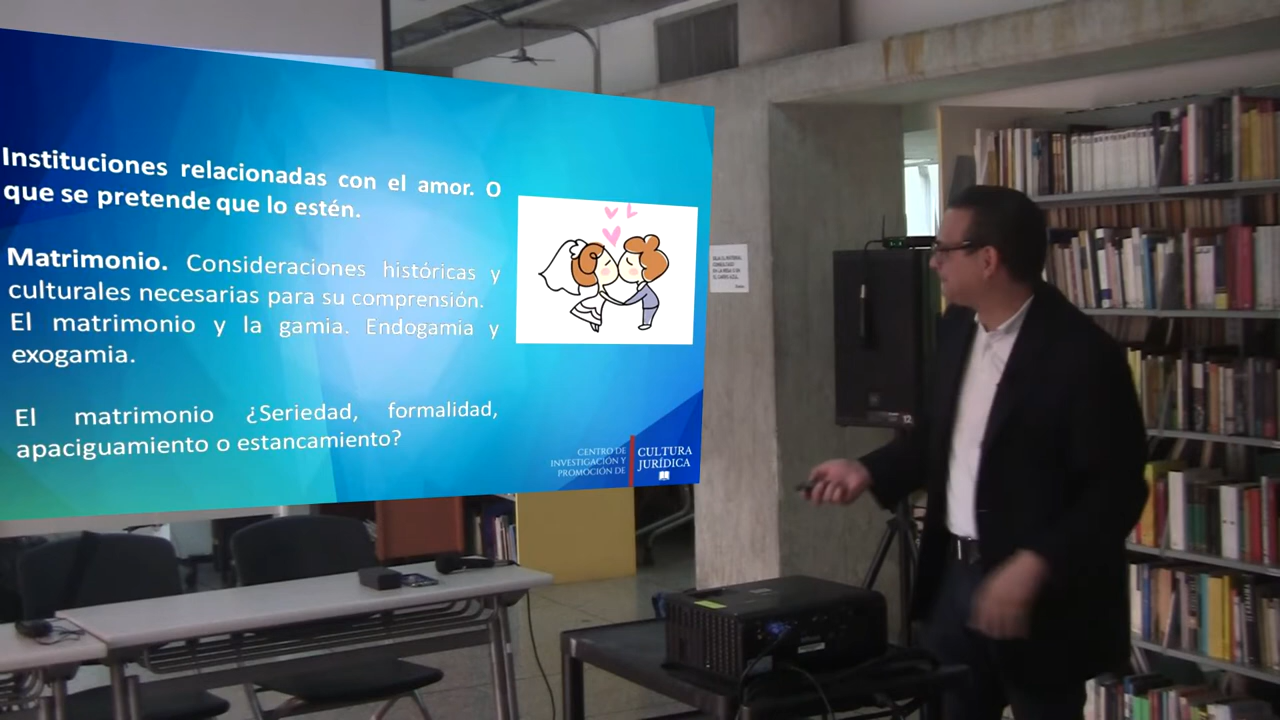 Instituciones relacionadas con el amor. O
que se pretende que lo estén.
Matrimonio. Consideraciones históricas y
culturales necesarias para su comprensión.
El matrimonio y la gamia. Endogamia y
exogamia.
El matrimonio ¿Seriedad, formalidad,
apaciguamiento o estancamiento?
CENTRO DE
INVESTIGACIÓN Y
PROMOCIÓN DE
CULTURA
JURÍDICA